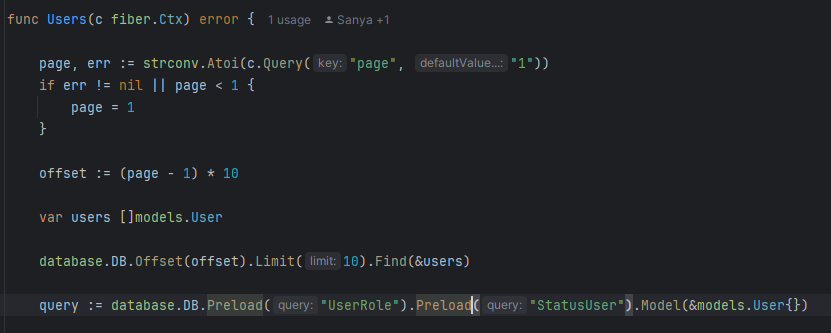 func Users(c fiber.Ctx) error { 1 usage Sanya +1
page, err := strconv.Atoi(c.Query( key: "page", defaultValue...: "1"))
if err != nil || page < 1 {
page = 1
}
offset := (page - 1) * 10
var users []models.User
database.DB.Offset(offset).Limit( limit: 10).Find(&users)
query := database.DB.Preload( query: "UserRole").Preload( query: "StatusUser").Model(&models.User{})